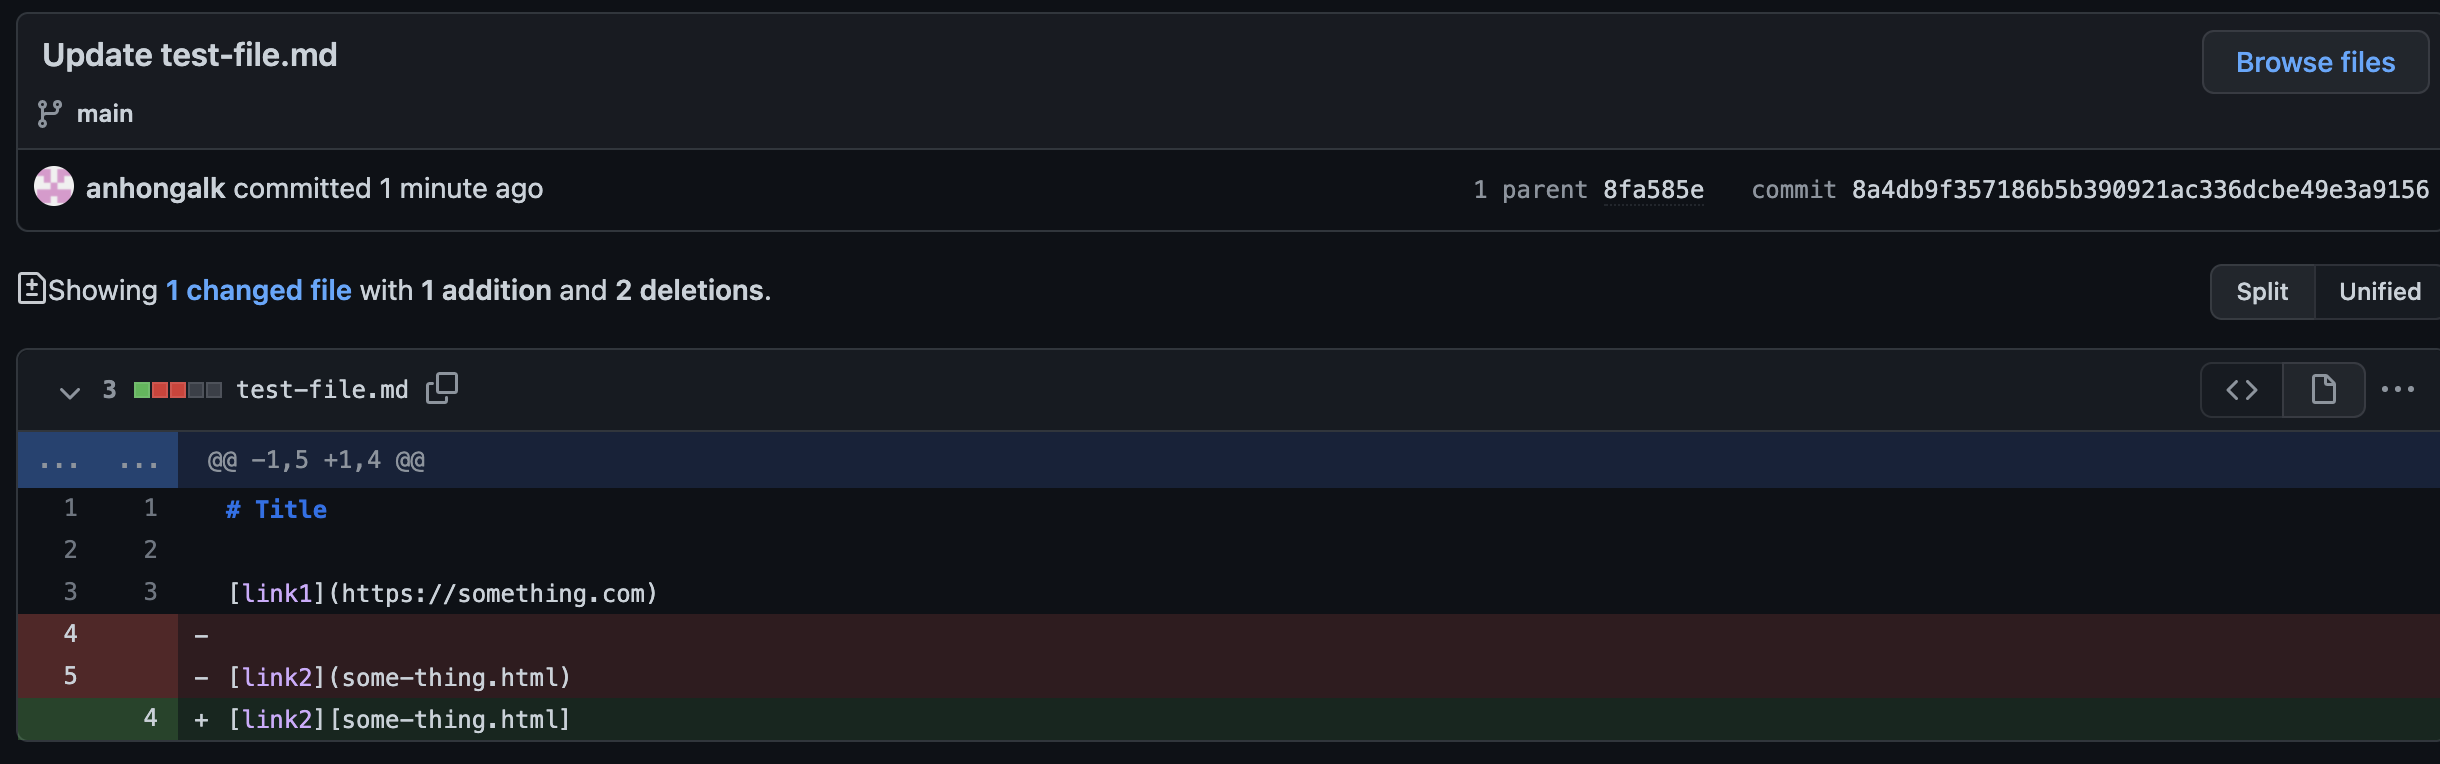 Update test-file.md
Browse files
main
anhongalk committed 1 minute ago
1 parent 8fa585e commit 8a4db9f357186b5b390921ac336dcbe49e3a9156
Showing 1 changed file with 1 addition and 2 deletions.
Split Unified
3 test-file.md
... ... @@ -1,5 +1,4 @@
1 1 # Title
2 2
3 3 [link1](https://something.com)
4 -
5 - [link2](some-thing.html)
4 + [link2][some-thing.html]